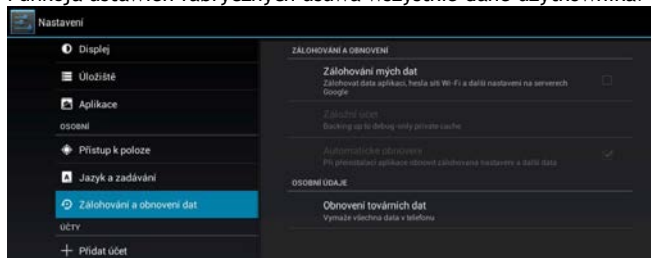 Nastavení
Displej
Úložiště
Aplikace
OSOBNÍ
Přístup k poloze
Jazyk a zadávání
Zálohování a obnovení dat
ÚČTY
Přidat účet
ZÁLOHOVÁNÍ A OBNOVENÍ
Zálohování mých dat
Zálohovat data aplikací, hesla sítí Wi-Fi a další nastavení na serverech
Google
Záložní účet
Backing up to debug-only private cache
Automatické obnovení
Při přeinstalaci aplikace obnovit zálohovaná nastavení a další data
OSOBNÍ ÚDAJE
Obnovení továrních dat
Vymaže všechna data v telefonu